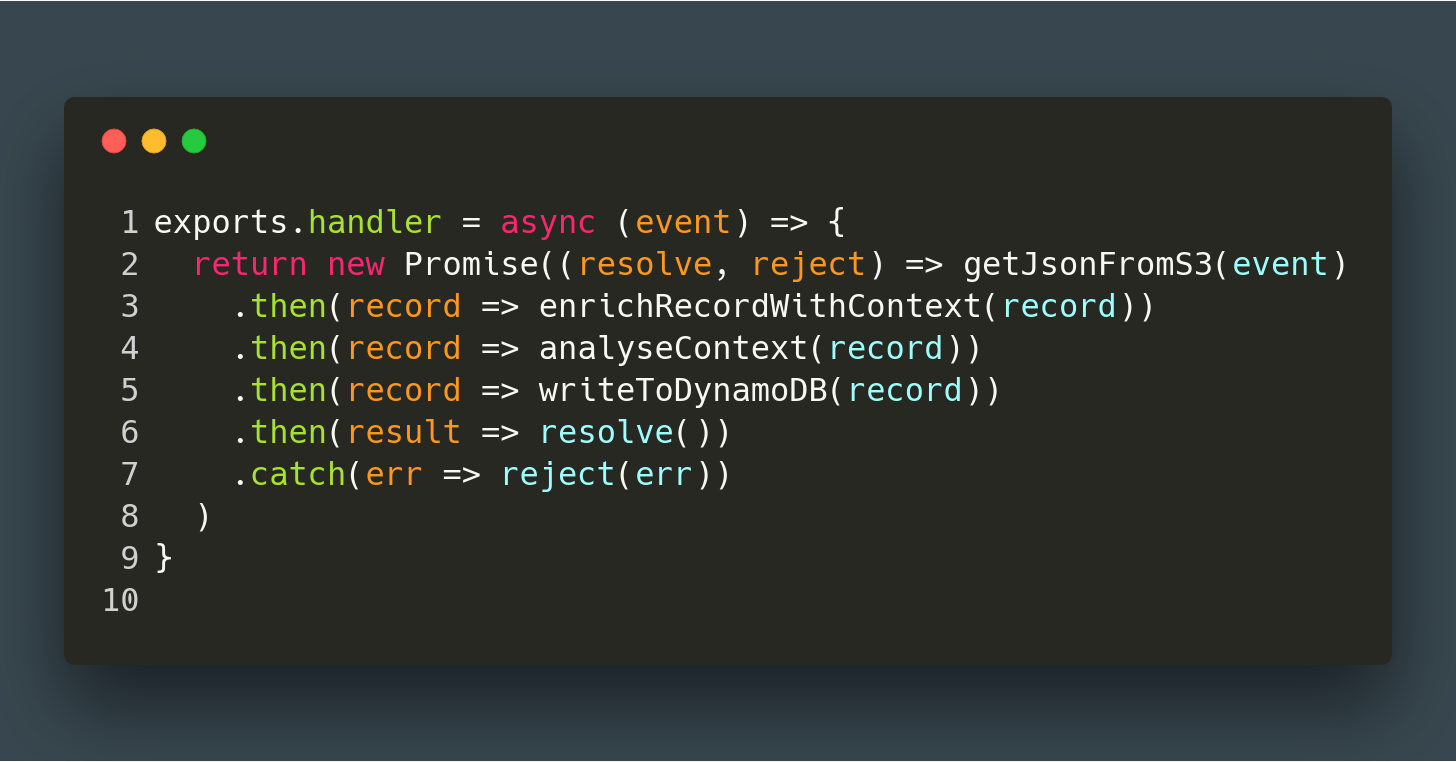 1 exports.handler = async (event) => {
2   return new Promise((resolve, reject) => getJsonFromS3(event)
3     .then(record => enrichRecordWithContext(record))
4     .then(record => analyseContext(record))
5     .then(record => writeToDynamoDB(record))
6     .then(result => resolve())
7     .catch(err => reject(err))
8   )
9 }
10